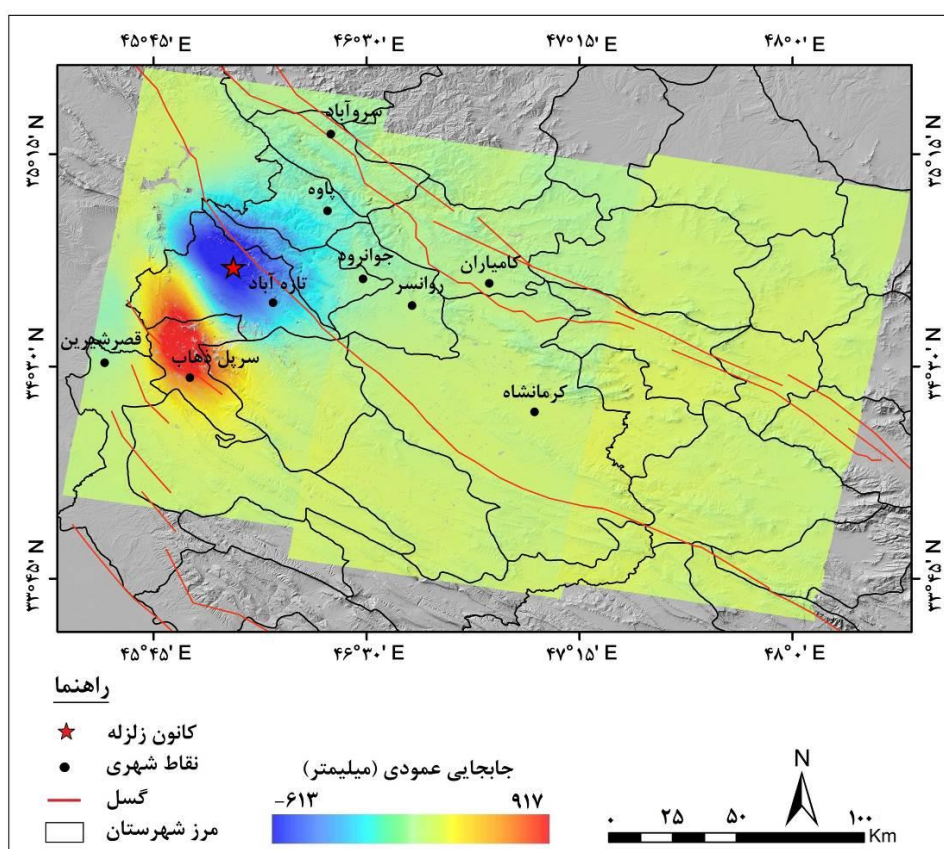 ۴۵°۴۵' E ۴۶°۳۰' E ۴۷°۱۵' E ۴۸°۰' E
۳۵°۱۵' N ۳۵°۱۵' N
سروآباد
پاوه
جوانرود
کامیاران
تازه آباد
روانسر
قصرشیرین
سرپل ذهاب
۳۴°۳۰' N ۳۴°۳۰' N
کرمانشاه
۳۳°۴۵' N ۳۳°۴۵' N
۴۵°۴۵' E ۴۶°۳۰' E ۴۷°۱۵' E ۴۸°۰' E
راهنما
کانون زلزله
نقاط شهری
گسل
مرز شهرستان
جابجایی عمودی (میلیمتر)
-۶۱۳ ۹۱۷
N
۰ ۲۵ ۵۰ ۱۰۰
Km